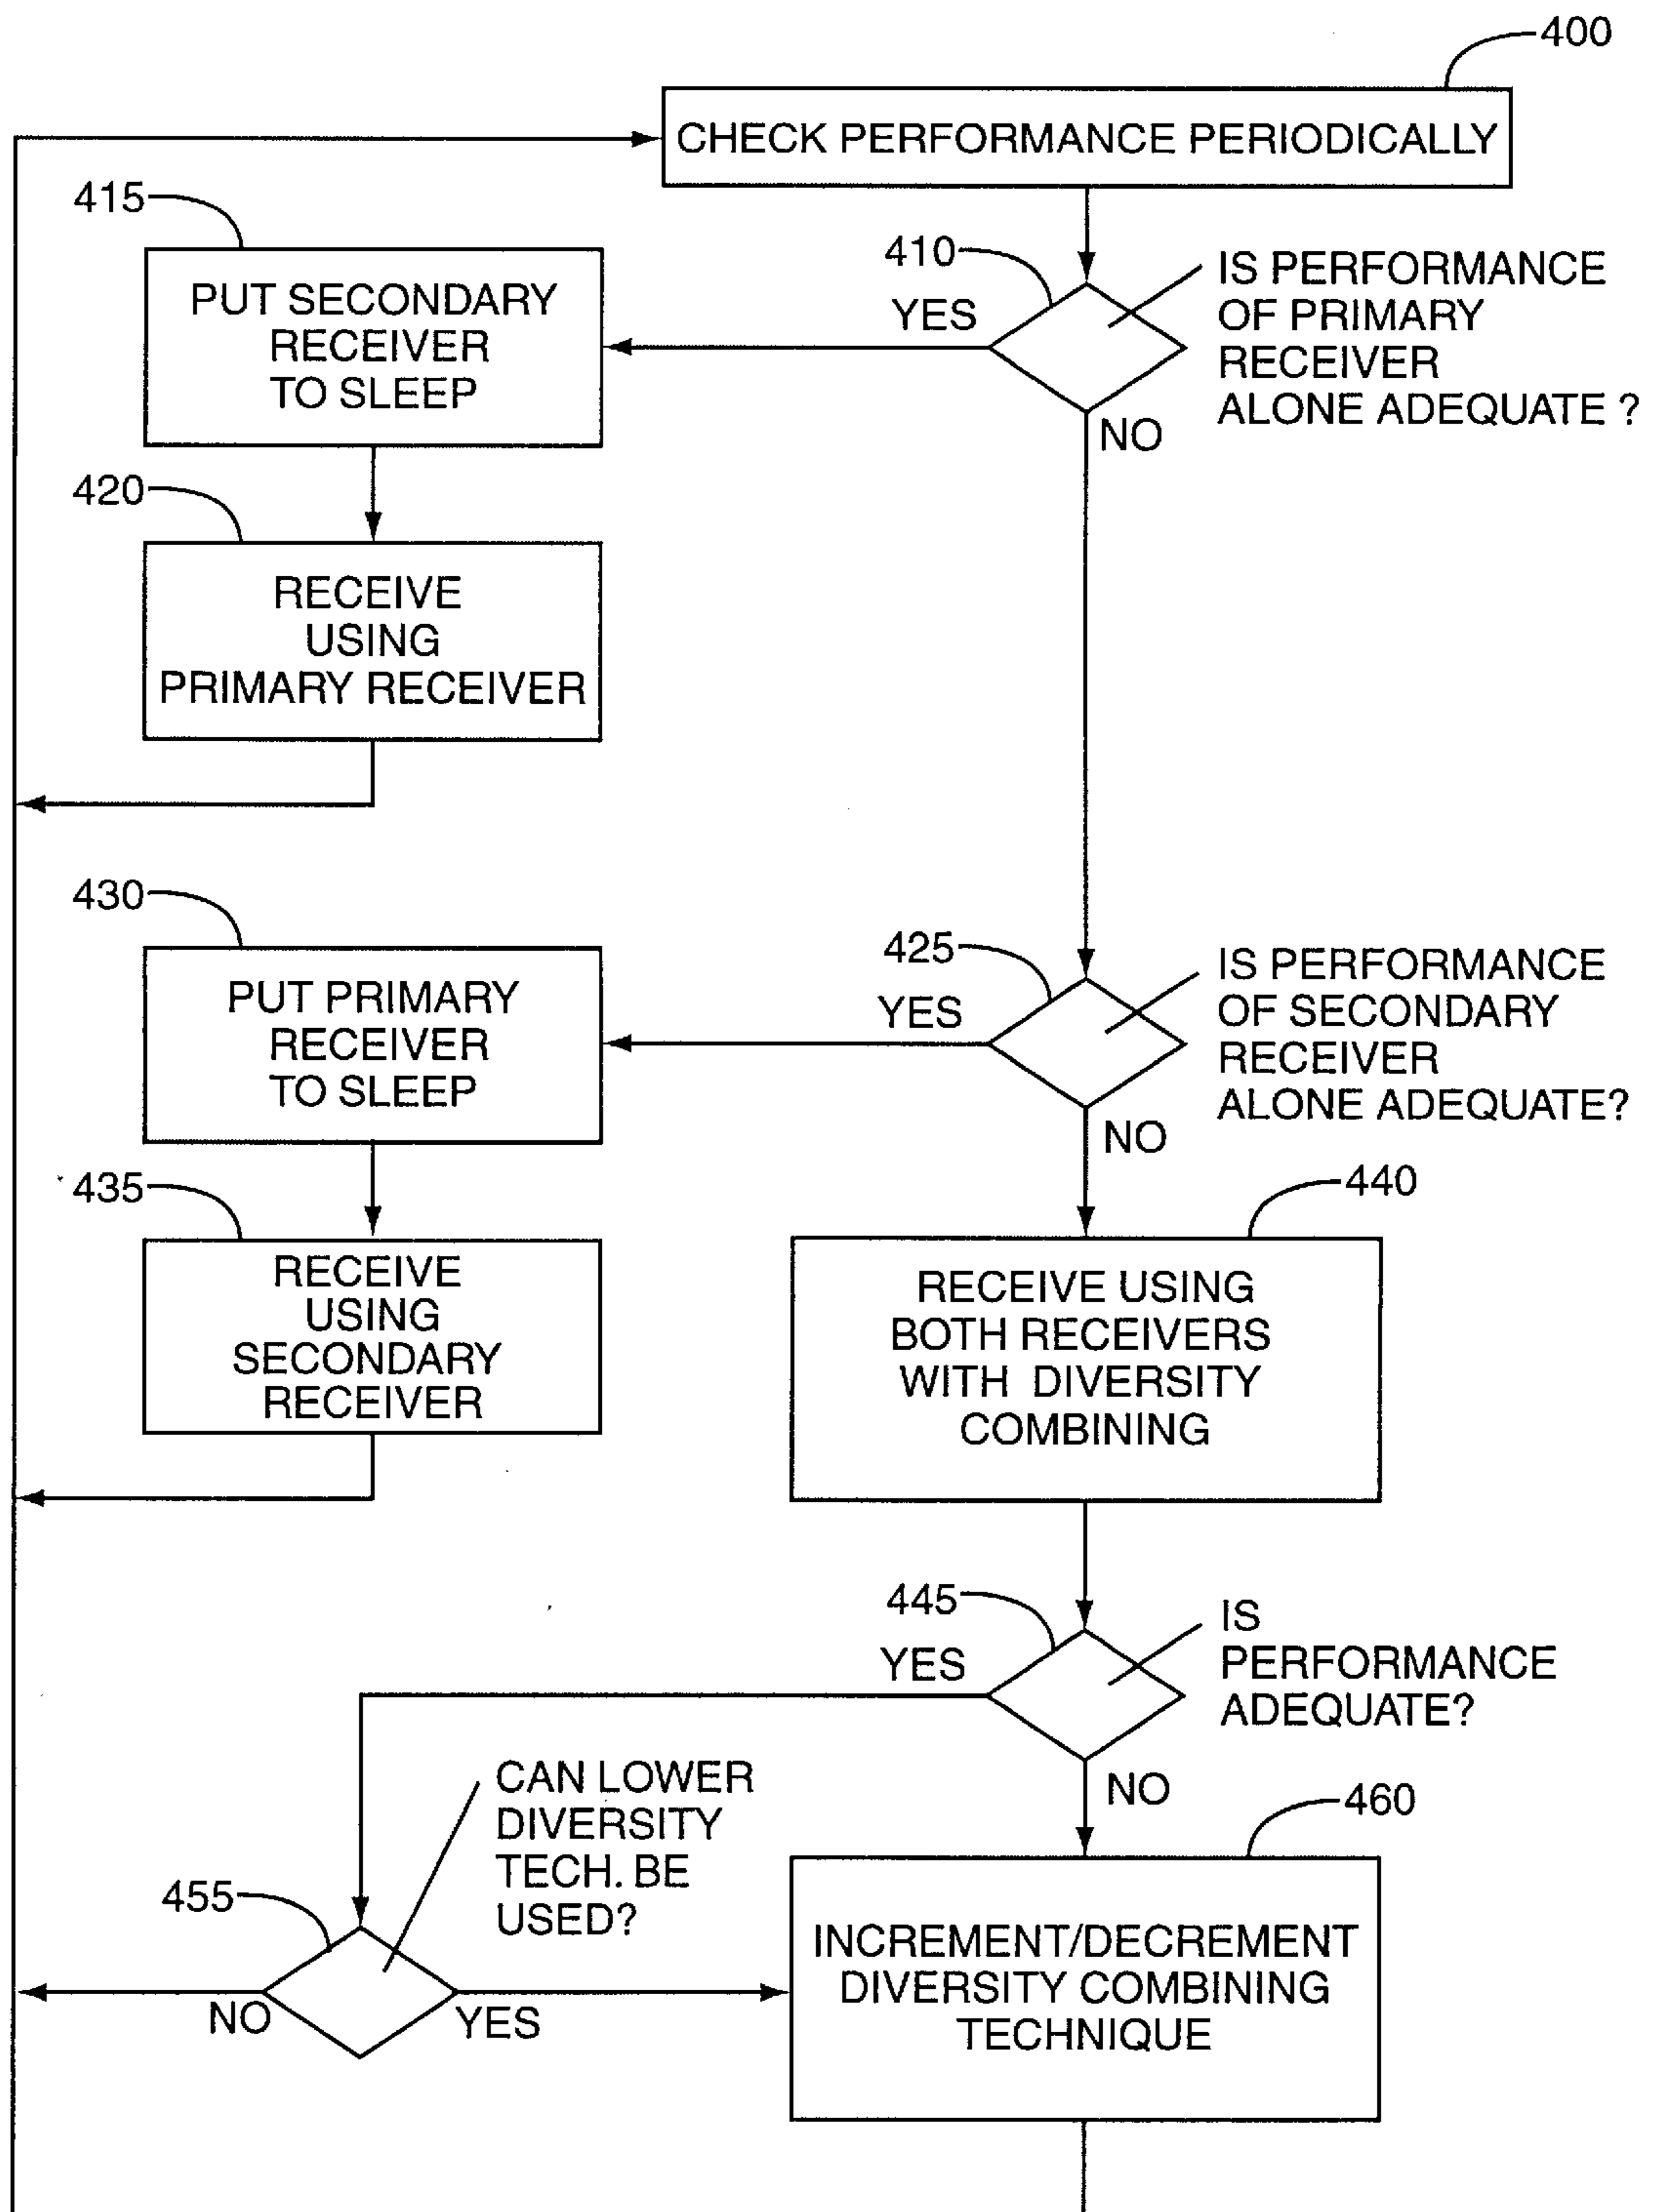 400
CHECK PERFORMANCE PERIODICALLY
415
PUT SECONDARY
RECEIVER
TO SLEEP
410
YES
NO
IS PERFORMANCE
OF PRIMARY
RECEIVER
ALONE ADEQUATE ?
420
RECEIVE
USING
PRIMARY RECEIVER
430
PUT PRIMARY
RECEIVER
TO SLEEP
425
YES
NO
IS PERFORMANCE
OF SECONDARY
RECEIVER
ALONE ADEQUATE?
435
RECEIVE
USING
SECONDARY
RECEIVER
440
RECEIVE USING
BOTH RECEIVERS
WITH DIVERSITY
COMBINING
445
YES
NO
IS
PERFORMANCE
ADEQUATE?
CAN LOWER
DIVERSITY
TECH. BE
USED?
455
NO
YES
460
INCREMENT/DECREMENT
DIVERSITY COMBINING
TECHNIQUE